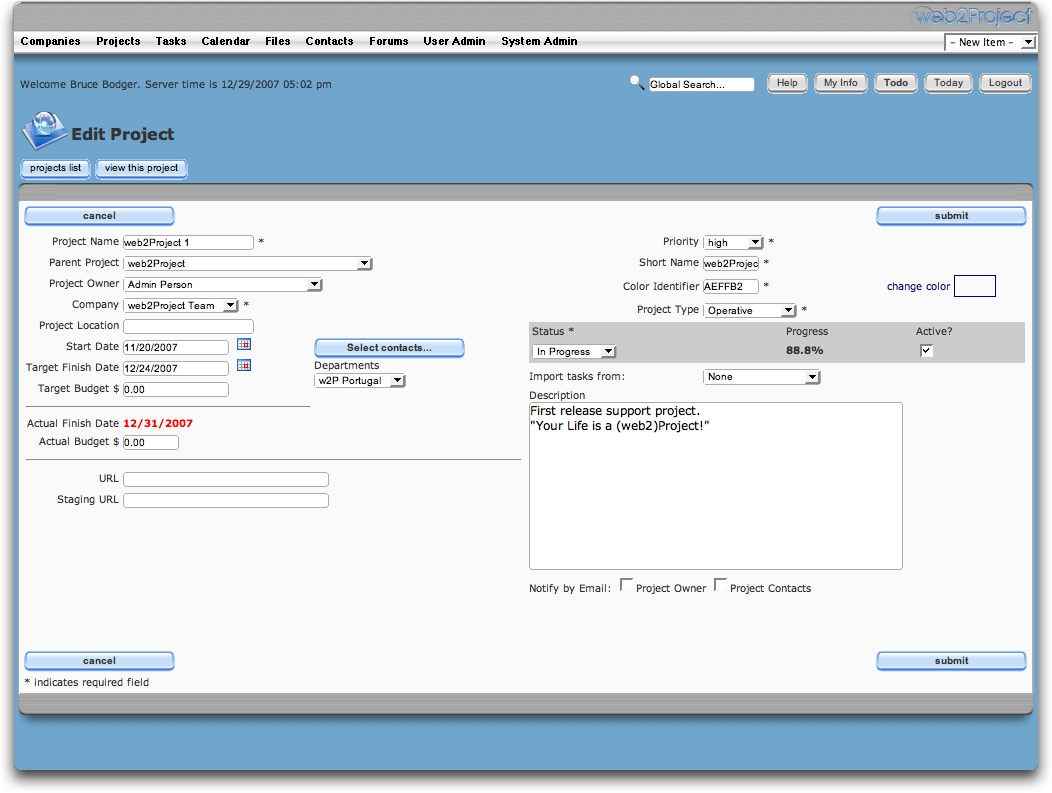 web2Project
Companies Projects Tasks Calendar Files Contacts Forums User Admin System Admin
- New Item -
Welcome Bruce Bodger. Server time is 12/29/2007 05:02 pm
Global Search... Help My Info Todo Today Logout
Edit Project
projects list view this project
cancel submit
Project Name web2Project 1 *
Parent Project web2Project
Project Owner Admin Person
Company web2Project Team *
Project Location
Start Date 11/20/2007
Target Finish Date 12/24/2007
Target Budget $ 0.00
Select contacts...
Departments
w2P Portugal
Actual Finish Date 12/31/2007
Actual Budget $ 0.00
URL
Staging URL
Priority high *
Short Name web2Projec *
Color Identifier AEFFB2 * change color
Project Type Operative *
Status * Progress Active?
In Progress 88.8%
Import tasks from: None
Description
First release support project.
"Your Life is a (web2)Project!"
Notify by Email: Project Owner Project Contacts
cancel submit
* indicates required field